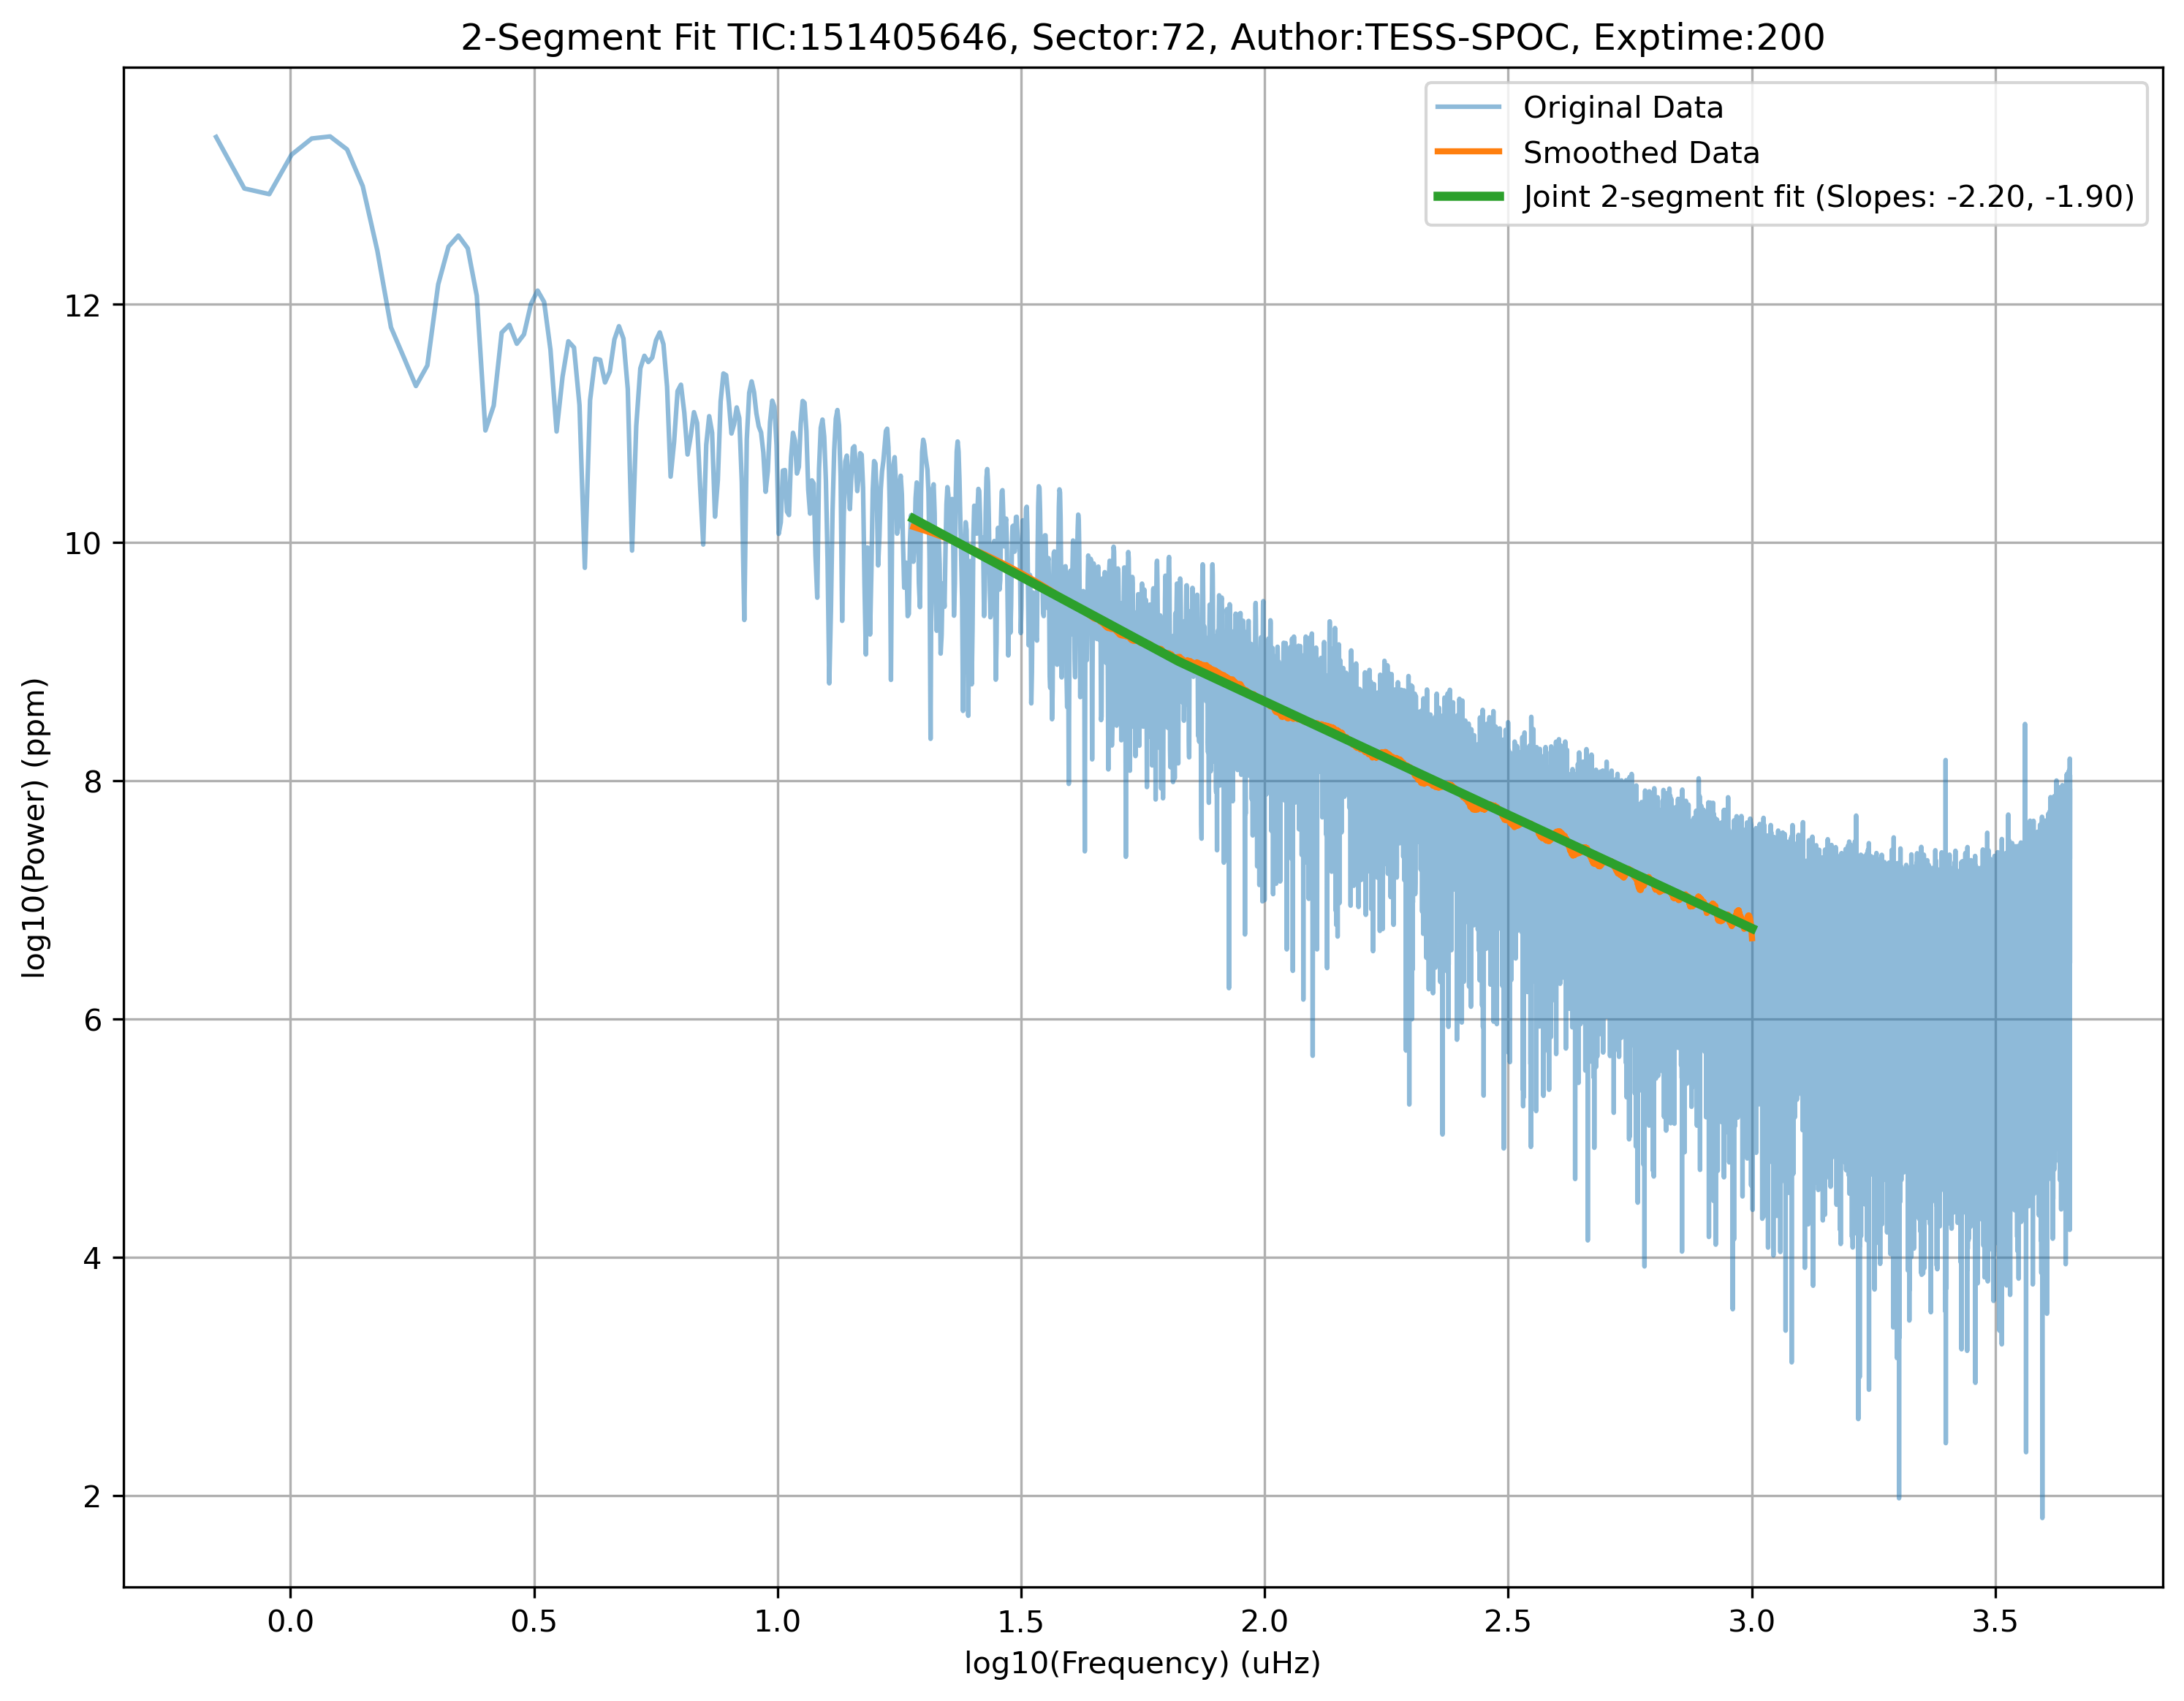 2-Segment Fit TIC:151405646, Sector:72, Author:TESS-SPOC, Exptime:200
Original Data
Smoothed Data
Joint 2-segment fit (Slopes: -2.20, -1.90)
log10(Power) (ppm)
12
10
8
6
4
2
0.0 0.5 1.0 1.5 2.0 2.5 3.0 3.5
log10(Frequency) (uHz)